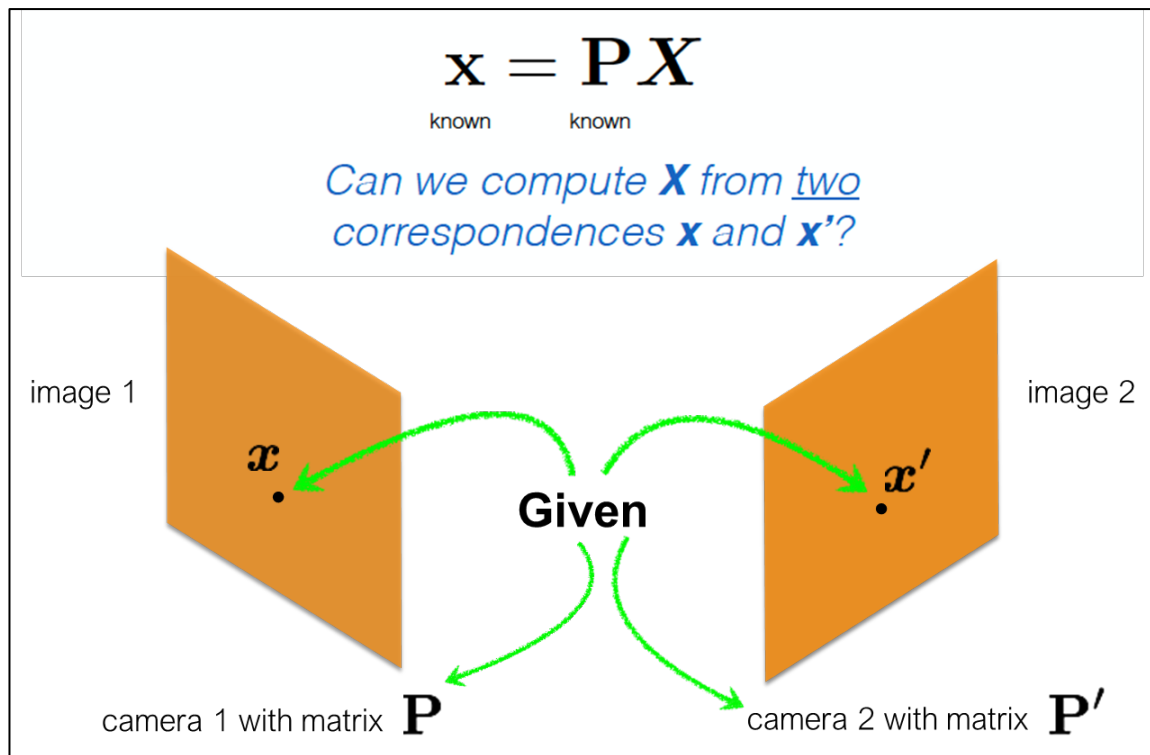 x = PX
known known
Can we compute X from two
correspondences x and x'?
image 1
image 2
x
x'
Given
camera 1 with matrix P
camera 2 with matrix P'